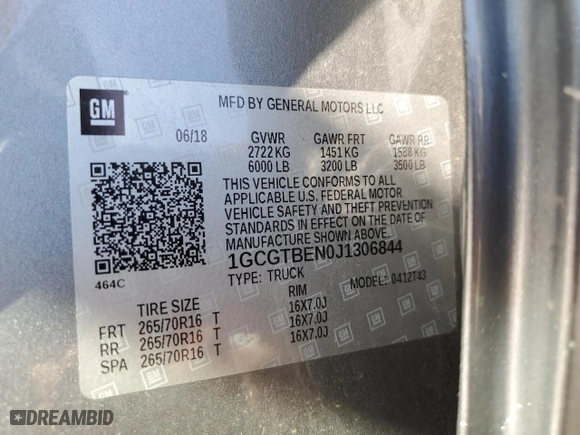 GM
MFD BY GENERAL MOTORS LLC
06/18 GVWR GAWR FRT GAWR RR
2722 KG 1451 KG 1588 KG
6000 LB 3200 LB 3500 LB
THIS VEHICLE CONFORMS TO ALL
APPLICABLE U.S. FEDERAL MOTOR
VEHICLE SAFETY AND THEFT PREVENTION
STANDARDS IN EFFECT ON THE DATE OF
MANUFACTURE SHOWN ABOVE.
1GCGTBEN0J1306844
TYPE: TRUCK MODEL: 0412T43
464C
TIRE SIZE RIM
FRT 265/70R16 T 16X7.0J
RR 265/70R16 T 16X7.0J
SPA 265/70R16 T 16X7.0J
DREAMBID